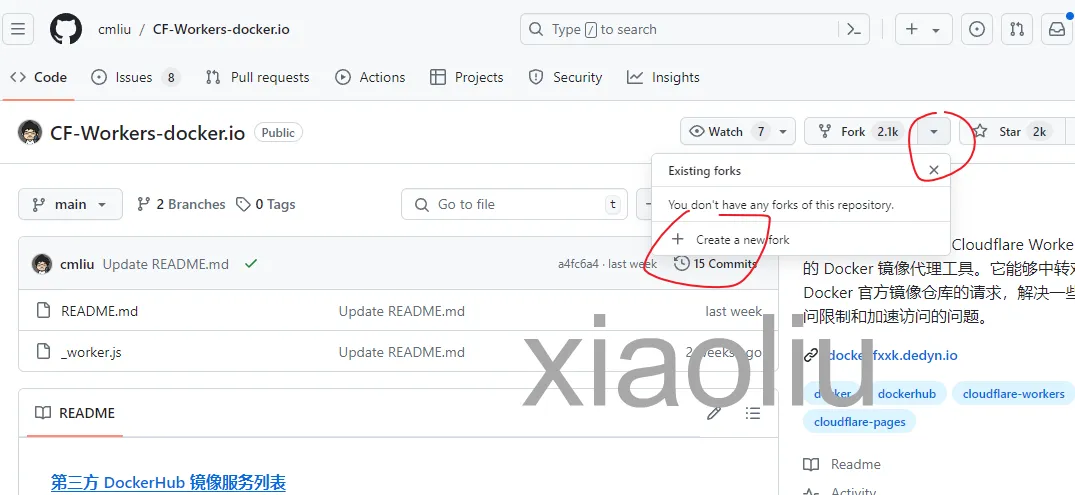 cmliu / CF-Workers-docker.io
Type / to search
Code
Issues 8
Pull requests
Actions
Projects
Security
Insights
CF-Workers-docker.io Public
Watch 7
Fork 2.1k
Star 2k
Existing forks
You don't have any forks of this repository.
Create a new fork
main
2 Branches
0 Tags
Go to file t
cmliu Update README.md
a4fc6a4 · last week
15 Commits
README.md Update README.md last week
_worker.js Update README.md 2 weeks ago
README
第三方 DockerHub 镜像服务列表
Cloudflare Worke
的 Docker 镜像代理工具。它能够中转对
Docker 官方镜像仓库的请求，解决一些
问限制和加速访问的问题。
docker.fxxk.dedyn.io
docker dockerhub cloudflare-workers
cloudflare-pages
Readme
Activity
xiaoliu